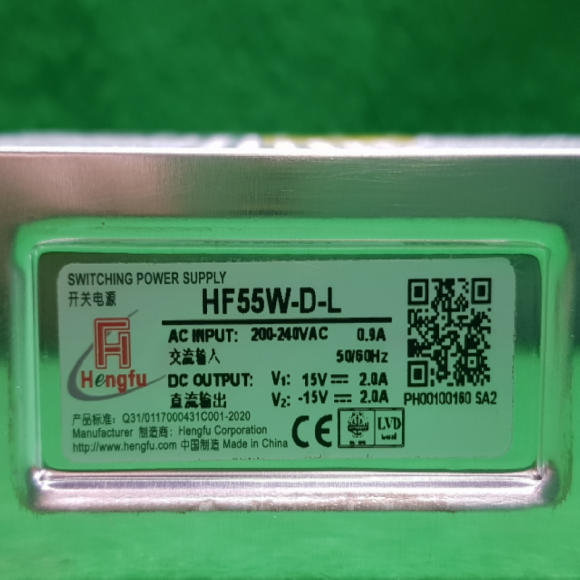 SWITCHING POWER SUPPLY
开关电源
HF55W-D-L
Hengfu
AC INPUT: 200-240VAC 0.9A
交流输入 50/60Hz
DC OUTPUT: V1: 15V 2.0A
直流输出 V2: -15V 2.0A
PH00100160 SA2
产品标准: Q31/0117000431C001-2020
Manufacturer 制造商: Hengfu Corporation
http://www.hengfu.com 中国制造 Made in China
CE
LVD